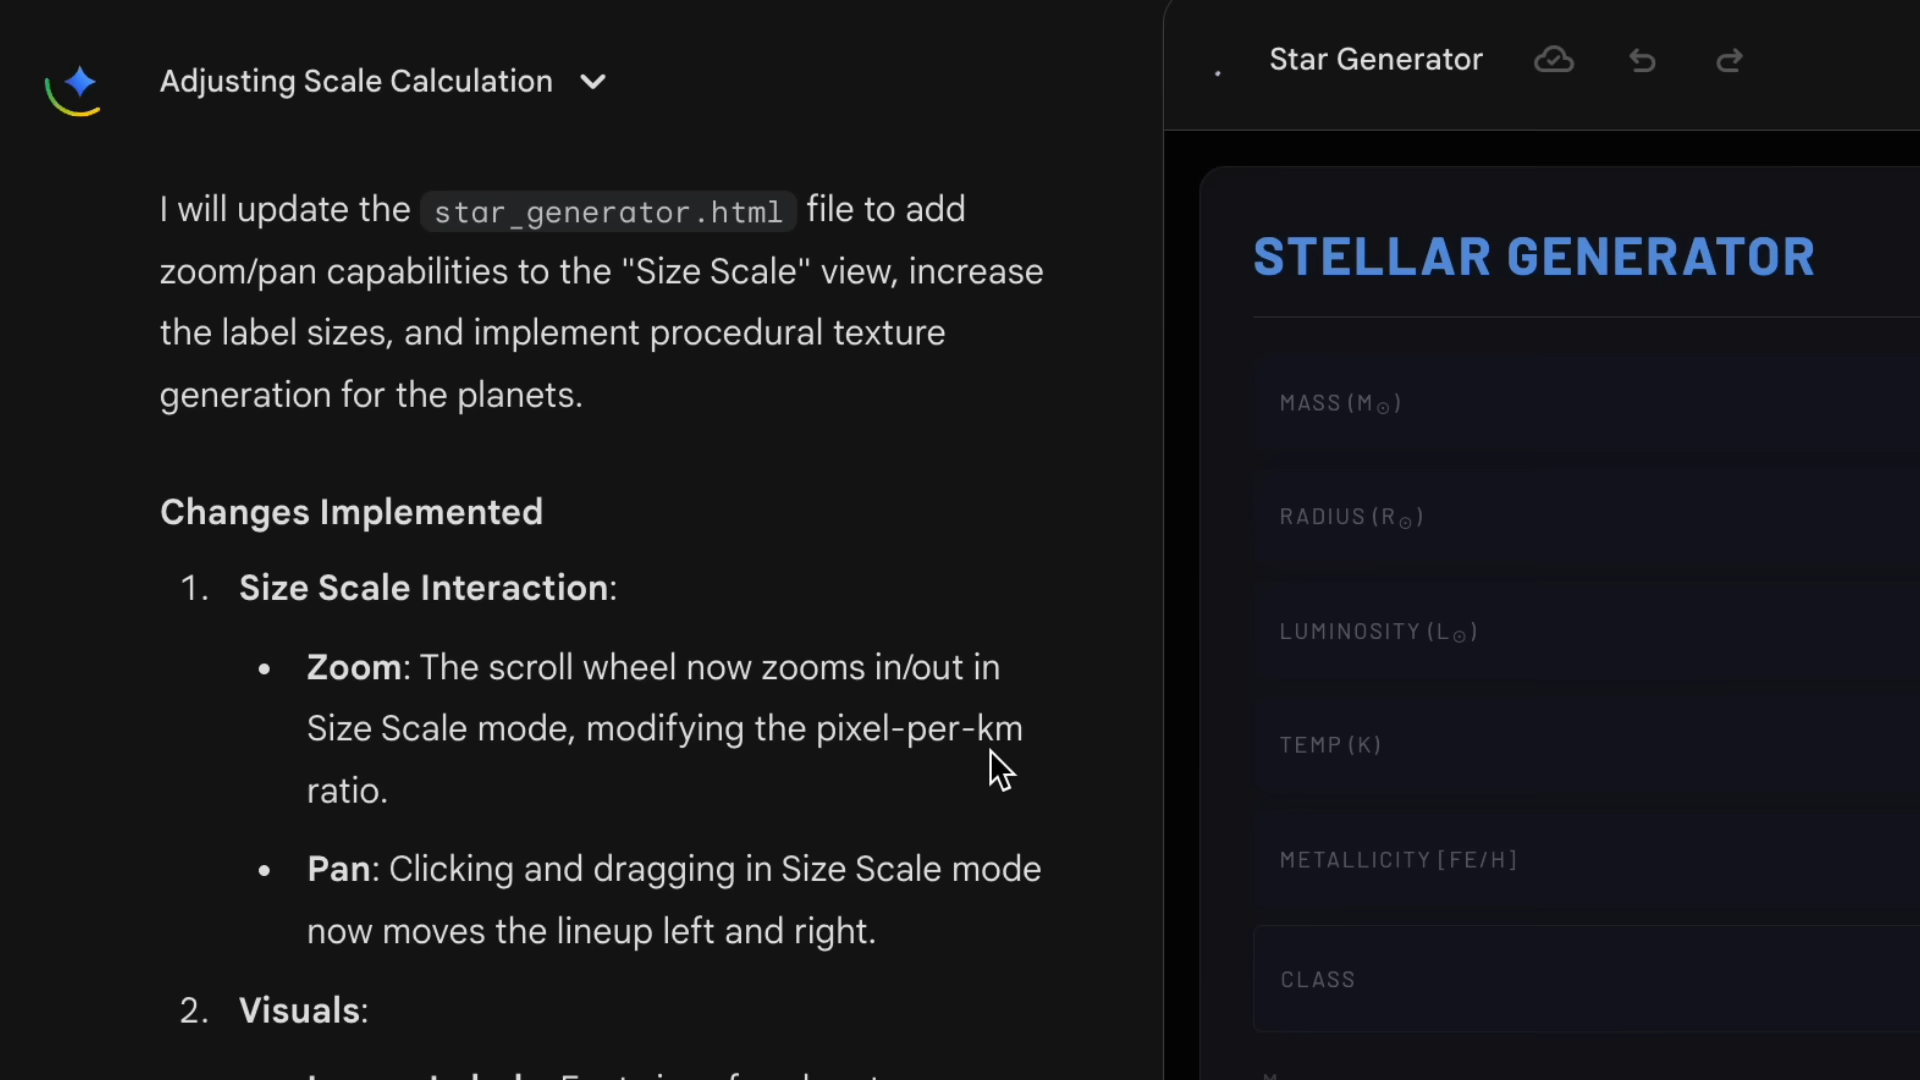 Adjusting Scale Calculation
I will update the star_generator.html file to add
zoom/pan capabilities to the "Size Scale" view, increase
the label sizes, and implement procedural texture
generation for the planets.
Changes Implemented
1. Size Scale Interaction:
• Zoom: The scroll wheel now zooms in/out in
Size Scale mode, modifying the pixel-per-km
ratio.
• Pan: Clicking and dragging in Size Scale mode
now moves the lineup left and right.
2. Visuals:
Star Generator
STELLAR GENERATOR
MASS (M☉)
RADIUS (R☉)
LUMINOSITY (L☉)
TEMP (K)
METALLICITY [FE/H]
CLASS